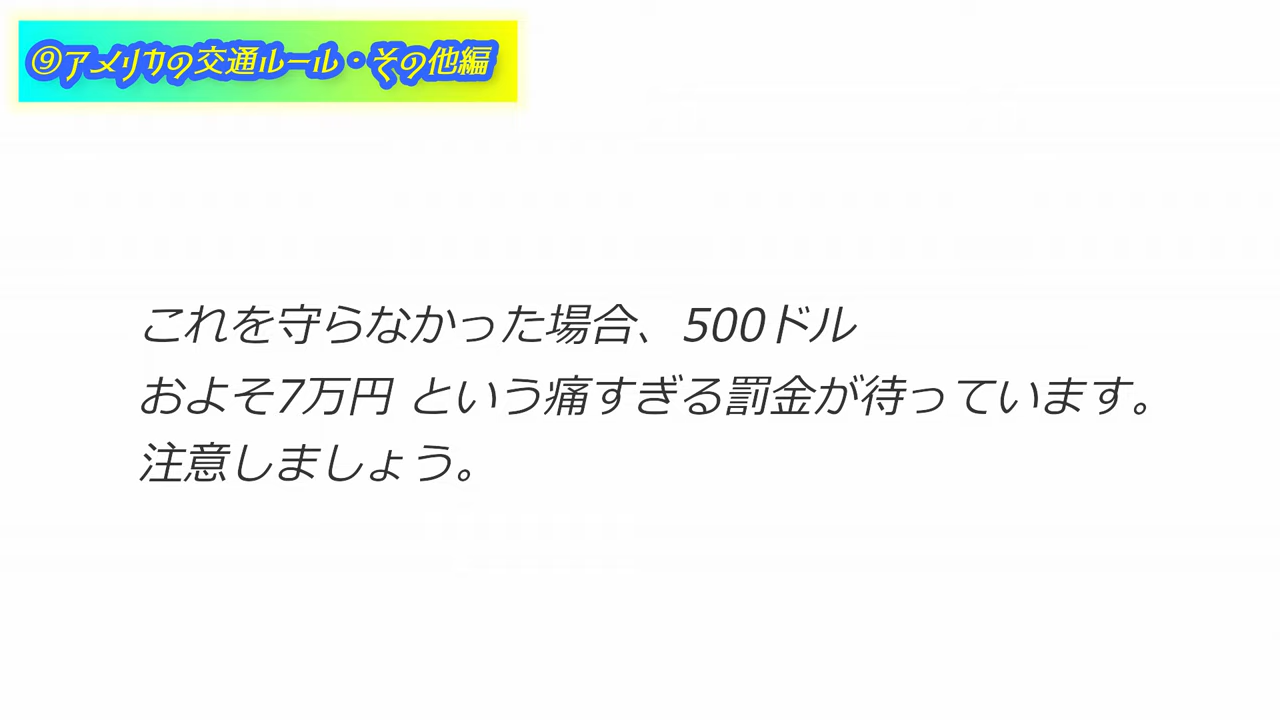 ⑨アメリカの交通ルール・その他編
これを守らなかった場合、500ドル
およそ7万円 という痛すぎる罰金が待っています。
注意しましょう。